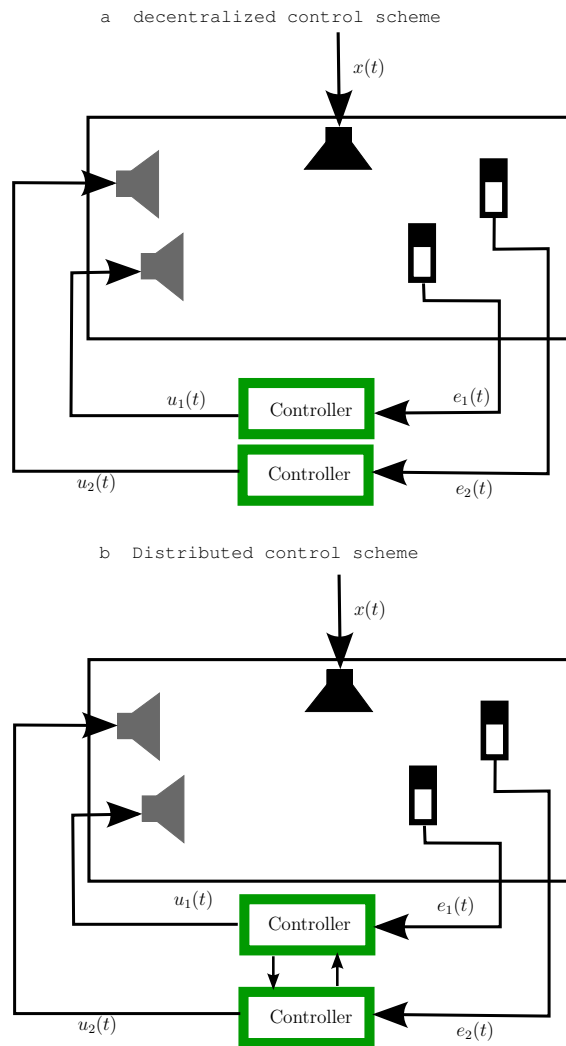 a decentralized control scheme
x(t)
u₁(t)
Controller
e₁(t)
Controller
u₂(t)
e₂(t)
b Distributed control scheme
x(t)
u₁(t)
Controller
e₁(t)
u₂(t)
Controller
e₂(t)